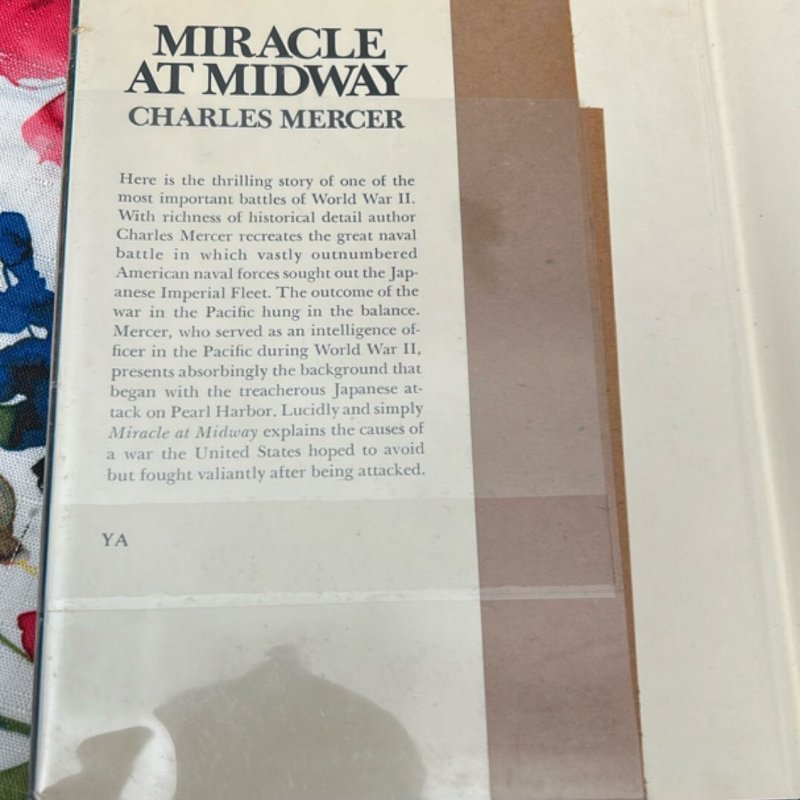 MIRACLE
AT MIDWAY
CHARLES MERCER
Here is the thrilling story of one of the
most important battles of World War II.
With richness of historical detail author
Charles Mercer recreates the great naval
battle in which vastly outnumbered
American naval forces sought out the Jap-
anese Imperial Fleet. The outcome of the
war in the Pacific hung in the balance.
Mercer, who served as an intelligence of-
ficer in the Pacific during World War II,
presents absorbingly the background that
began with the treacherous Japanese at-
tack on Pearl Harbor. Lucidly and simply
Miracle at Midway explains the causes of
a war the United States hoped to avoid
but fought valiantly after being attacked.
YA